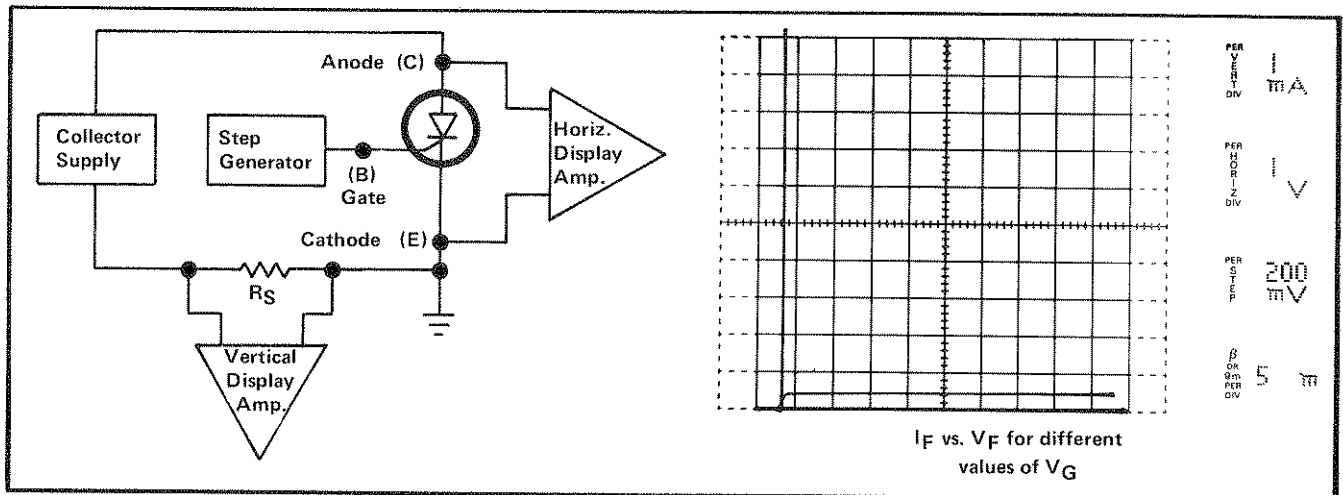 Anode (C)
Collector
Supply
Step
Generator
(B)
Gate
Horiz.
Display
Amp.
Cathode (E)
RS
Vertical
Display
Amp.
PER
VERT
DIV
1
mA
PER
HORIZ
DIV
1
V
PER
STEP
200
mV
β
OR
gm
PER
DIV
5 m
IF vs. VF for different
values of VG